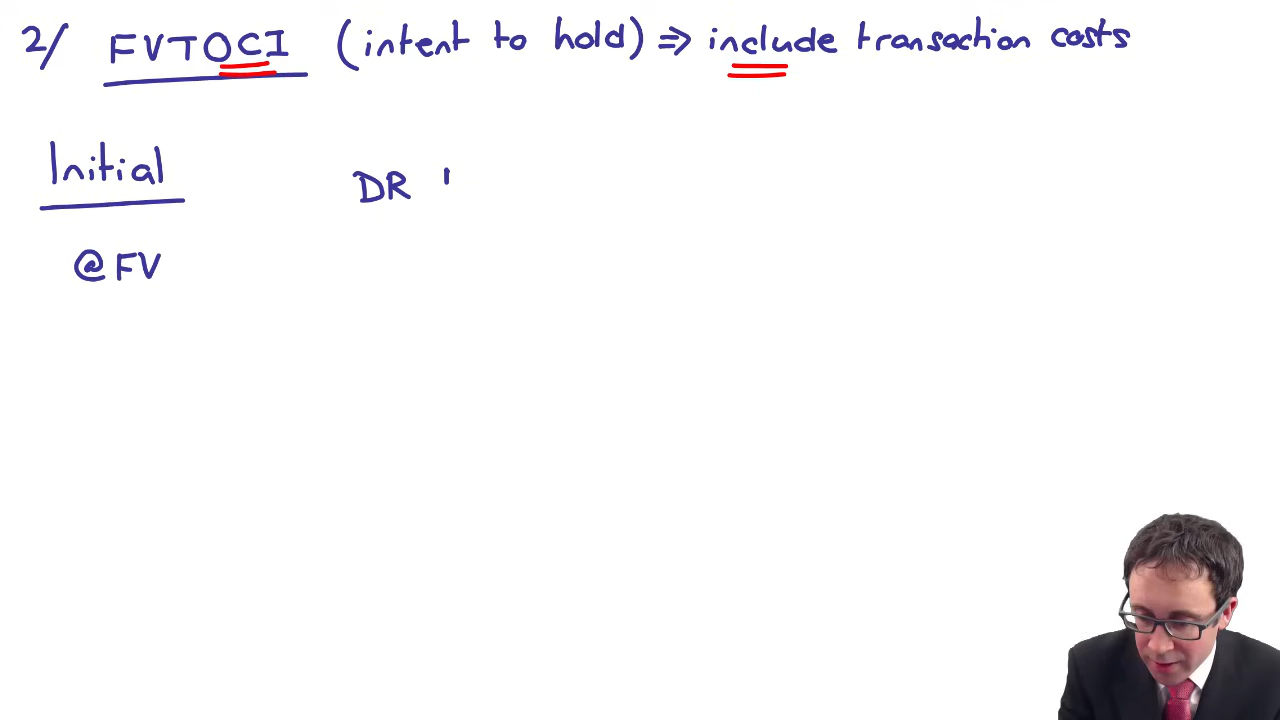 2/ FVTOCI (intent to hold) ⇒ include transaction costs
Initial
DR
@FV